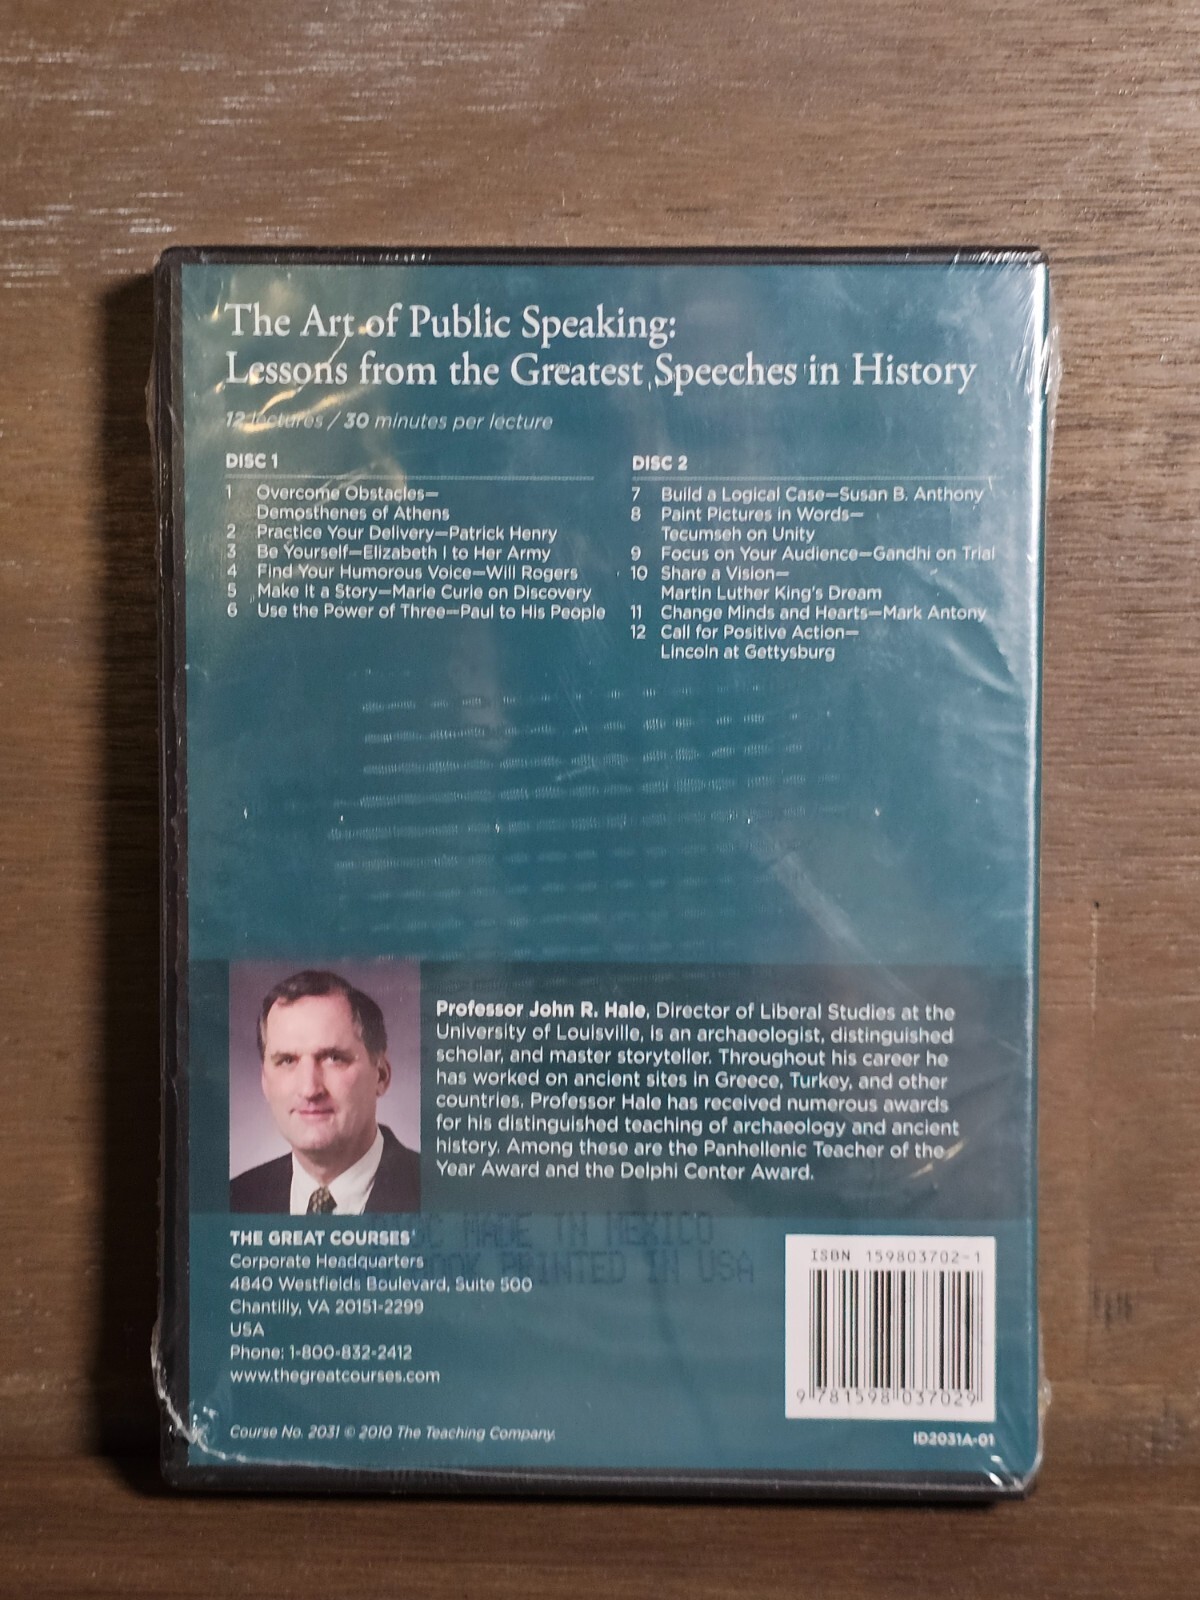 The Art of Public Speaking:
Lessons from the Greatest Speeches in History
12 lectures / 30 minutes per lecture
DISC 1
1 Overcome Obstacles—
Demosthenes of Athens
2 Practice Your Delivery—Patrick Henry
3 Be Yourself—Elizabeth I to Her Army
4 Find Your Humorous Voice—Will Rogers
5 Make It a Story—Marie Curie on Discovery
6 Use the Power of Three—Paul to His People
DISC 2
7 Build a Logical Case—Susan B. Anthony
8 Paint Pictures in Words—
Tecumseh on Unity
9 Focus on Your Audience—Gandhi on Trial
10 Share a Vision—
Martin Luther King's Dream
11 Change Minds and Hearts—Mark Antony
12 Call for Positive Action—
Lincoln at Gettysburg
Professor John R. Hale, Director of Liberal Studies at the
University of Louisville, is an archaeologist, distinguished
scholar, and master storyteller. Throughout his career he
has worked on ancient sites in Greece, Turkey, and other
countries. Professor Hale has received numerous awards
for his distinguished teaching of archaeology and ancient
history. Among these are the Panhellenic Teacher of the
Year Award and the Delphi Center Award.
MADE IN MEXICO
PRINTED IN USA
THE GREAT COURSES®
Corporate Headquarters
4840 Westfields Boulevard, Suite 500
Chantilly, VA 20151-2299
USA
Phone: 1-800-832-2412
www.thegreatcourses.com
Course No. 2031 © 2010 The Teaching Company.
ISBN 159803702-1
9 781598 037029
ID2031A-01